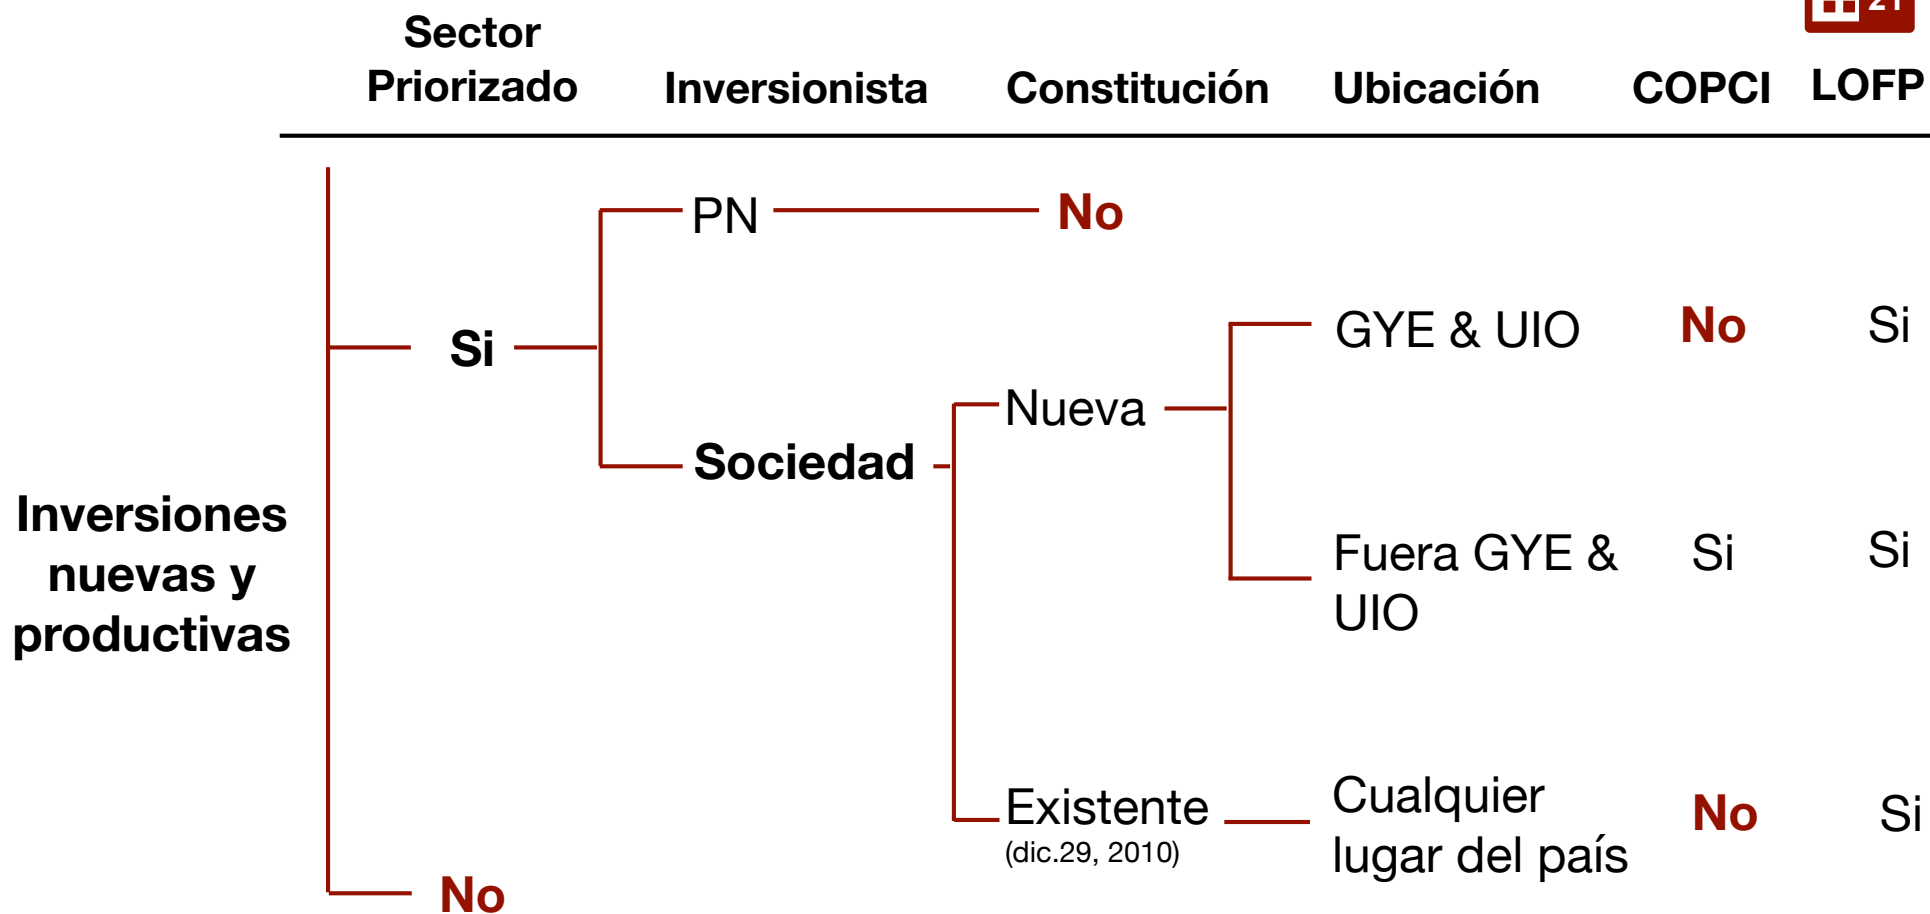 21
Sector
Priorizado
Inversionista
Constitución
Ubicación
COPCI
LOFP
PN
No
Si
GYE & UIO
No
Si
Nueva
Sociedad
Inversiones
nuevas y
productivas
Fuera GYE &
UIO
Si
Si
Existente
(dic.29, 2010)
Cualquier
lugar del país
No
Si
No